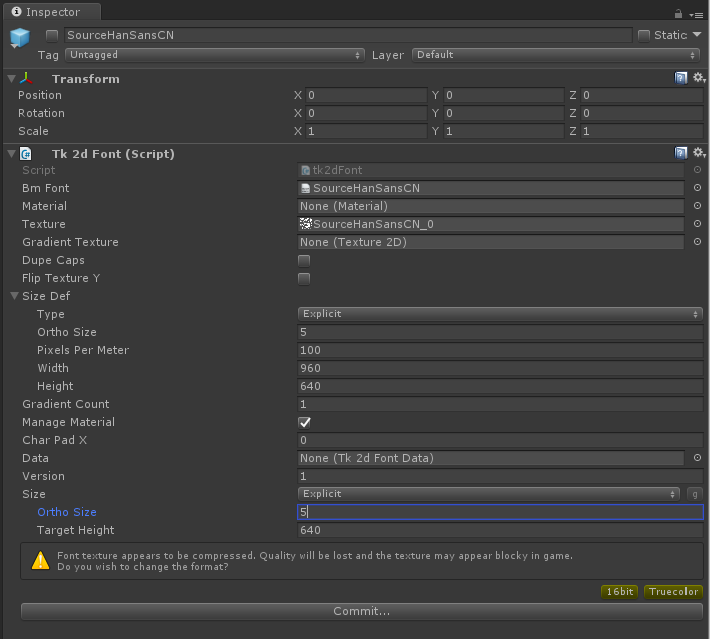 Inspector
SourceHanSansCN Static
Tag Untagged Layer Default
Transform
Position X 0 Y 0 Z 0
Rotation X 0 Y 0 Z 0
Scale X 1 Y 1 Z 1
Tk 2d Font (Script)
Script tk2dFont
Bm Font SourceHanSansCN
Material None (Material)
Texture SourceHanSansCN_0
Gradient Texture None (Texture 2D)
Dupe Caps
Flip Texture Y
Size Def
Type Explicit
Ortho Size 5
Pixels Per Meter 100
Width 960
Height 640
Gradient Count 1
Manage Material
Char Pad X 0
Data None (Tk 2d Font Data)
Version 1
Size Explicit g
Ortho Size 5
Target Height 640
Font texture appears to be compressed. Quality will be lost and the texture may appear blocky in game.
Do you wish to change the format?
16bit Truecolor
Commit...